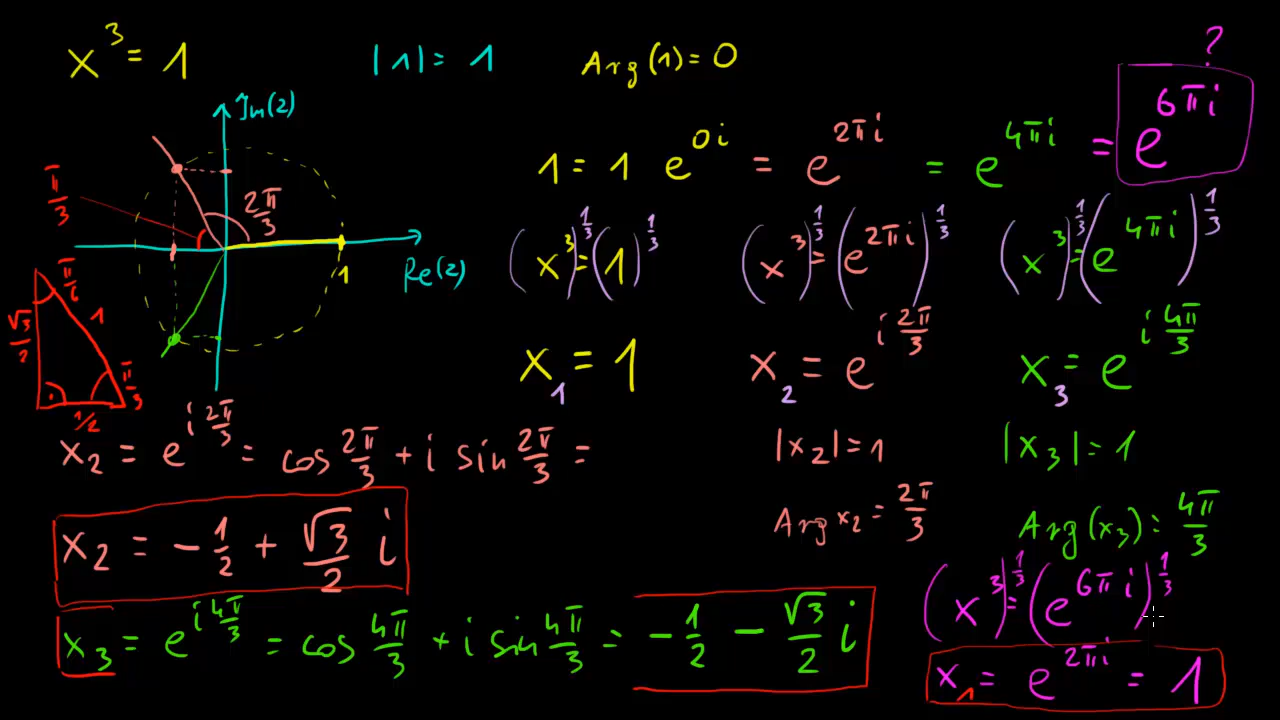 x³ = 1
|1| = 1
Arg(1) = 0
?
Im(z)
1 = 1 e^{0i} = e^{2πi} = e^{4πi} = e^{6πi}
π/3
2π/3
1
Re(z)
(x³)^{1/3} = (1)^{1/3}
(x³)^{1/3} = (e^{2πi})^{1/3}
(x³)^{1/3} = (e^{4πi})^{1/3}
π/6
√3/2
1
π/3
1/2
x₁ = 1
x₂ = e^{i 2π/3}
x₃ = e^{i 4π/3}
x₂ = e^{i 2π/3} = cos 2π/3 + i sin 2π/3 =
|x₂| = 1
|x₃| = 1
Arg x₂ = 2π/3
Arg(x₃) = 4π/3
x₂ = -1/2 + √3/2 i
(x³)^{1/3} = (e^{6πi})^{1/3}
x₃ = e^{i 4π/3} = cos 4π/3 + i sin 4π/3 = -1/2 - √3/2 i
x₁ = e^{2πi} = 1